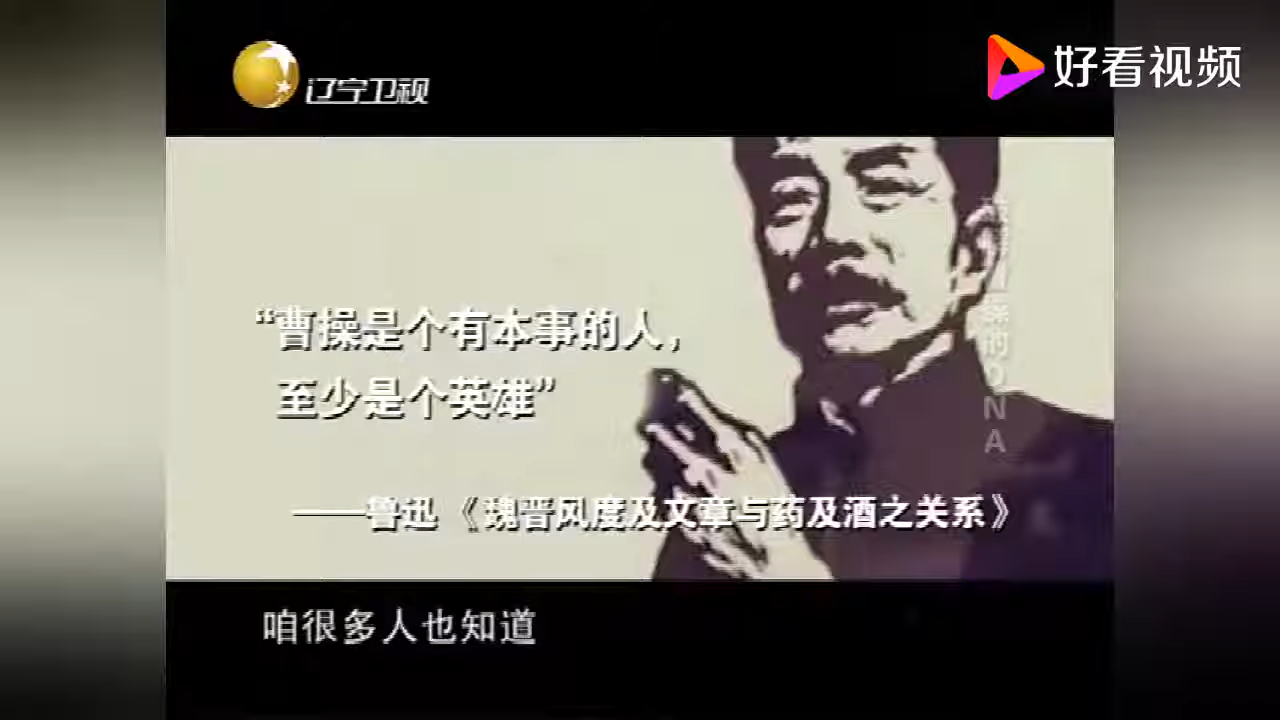 辽宁卫视
好看视频
“曹操是个有本事的人,
至少是个英雄”
——鲁迅《魏晋风度及文章与药及酒之关系》
咱很多人也知道
DNA